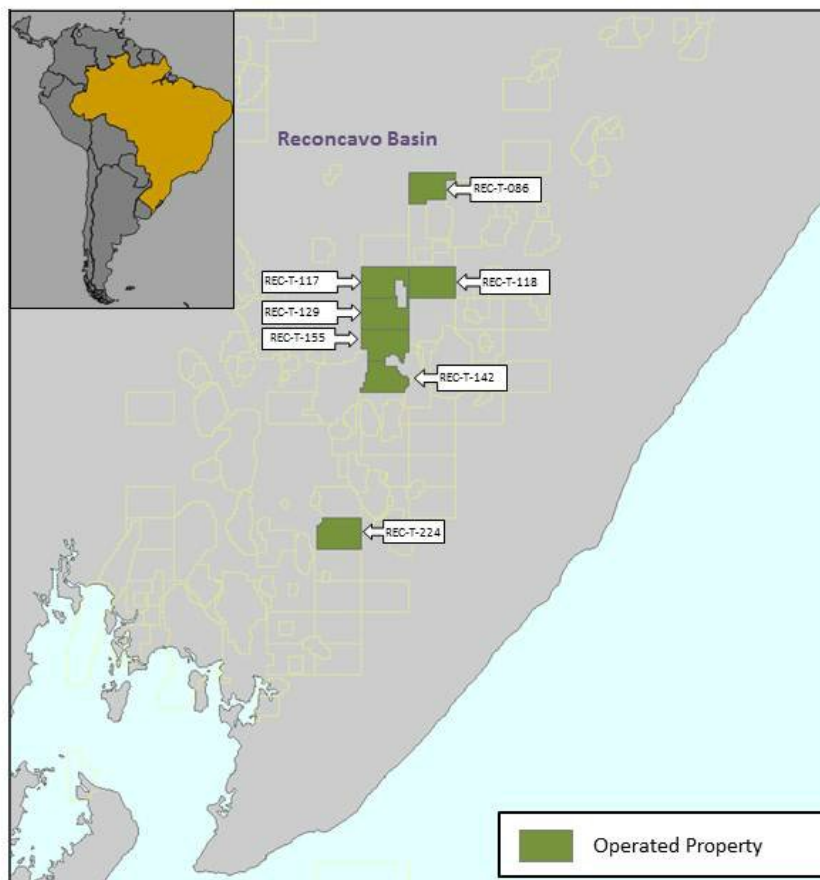 Reconcavo Basin
REC-T-086
REC-T-117
REC-T-118
REC-T-129
REC-T-155
REC-T-142
REC-T-224
Operated Property